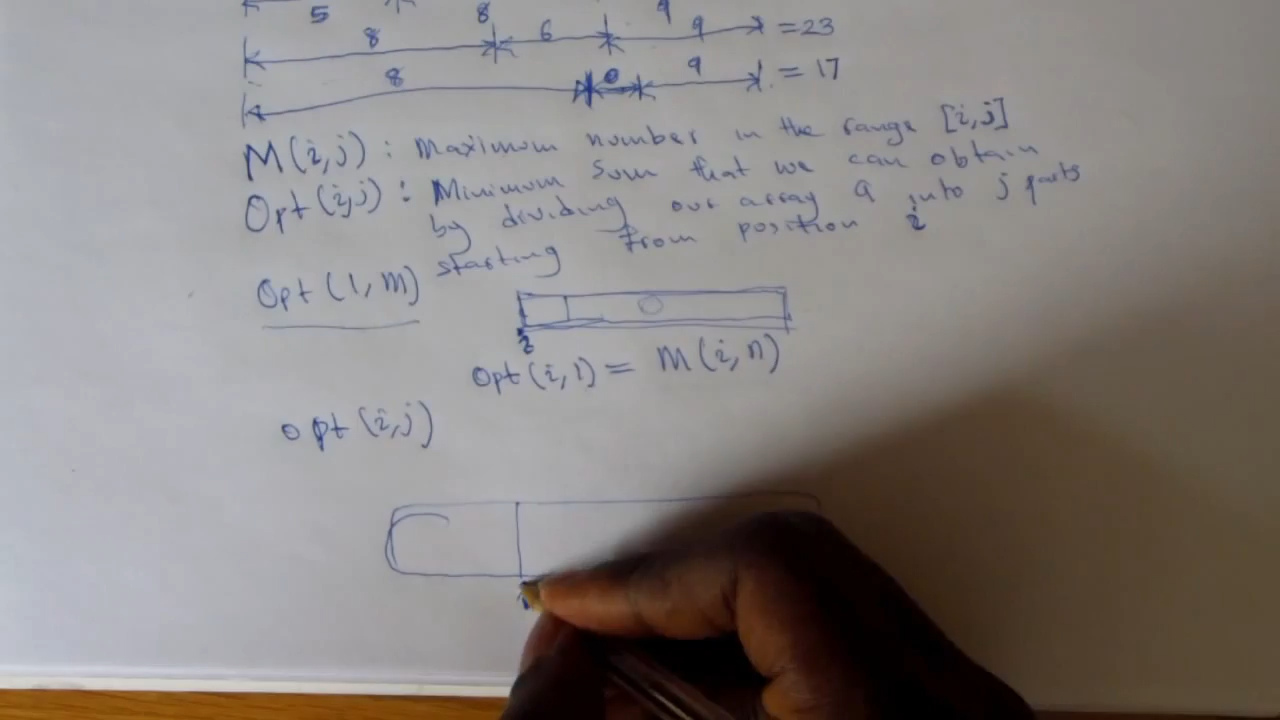 5 8 9
8 6 9 =23
8 0 9 = 17
M(i,j) : Maximum number in the range [i,j]
Opt(i,j) : Minimum sum that we can obtain
by dividing our array a into j parts
starting from position i
Opt(1,M)
i
Opt(i,1) = M(i,n)
opt(i,j)